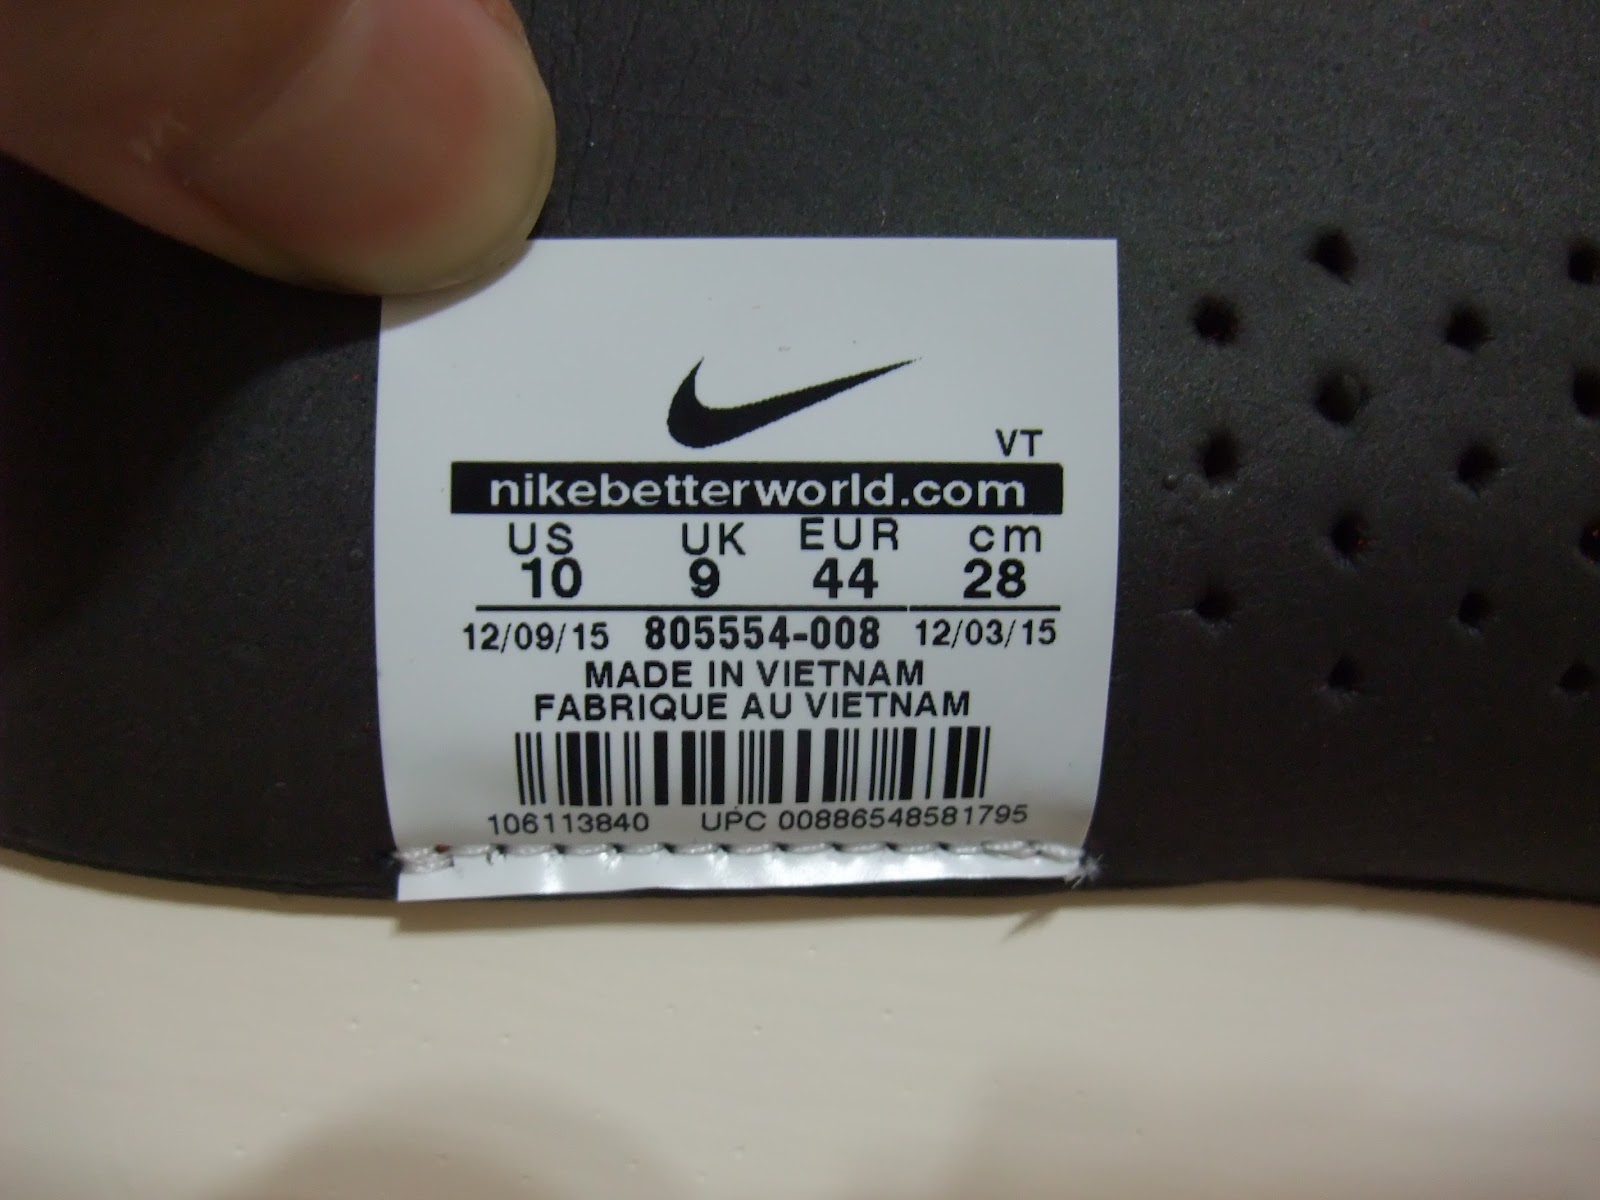 VT
nikebetterworld.com
US UK EUR cm
10 9 44 28
12/09/15 805554-008 12/03/15
MADE IN VIETNAM
FABRIQUE AU VIETNAM
106113840 UPC 00886548581795